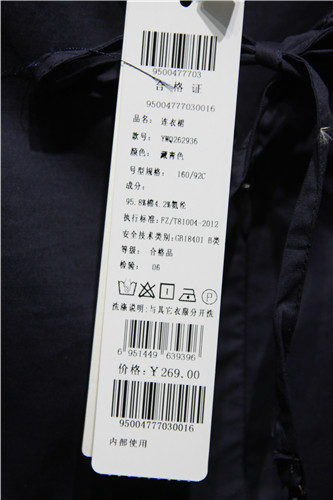 9500477703
合格证
95004777030016
品名: 连衣裙
款号: YWQ262936
颜色: 藏青色
号型规格: 160/92C
成分:
95.8%棉4.2%氨纶
执行标准:FZ/T81004-2012
安全技术类别:GB18401 B类
等级: 合格品
检验: 06
P
洗涤说明:与其它衣服分开洗
6 951449 639396
价格:￥269.00
95004777030016
内部使用